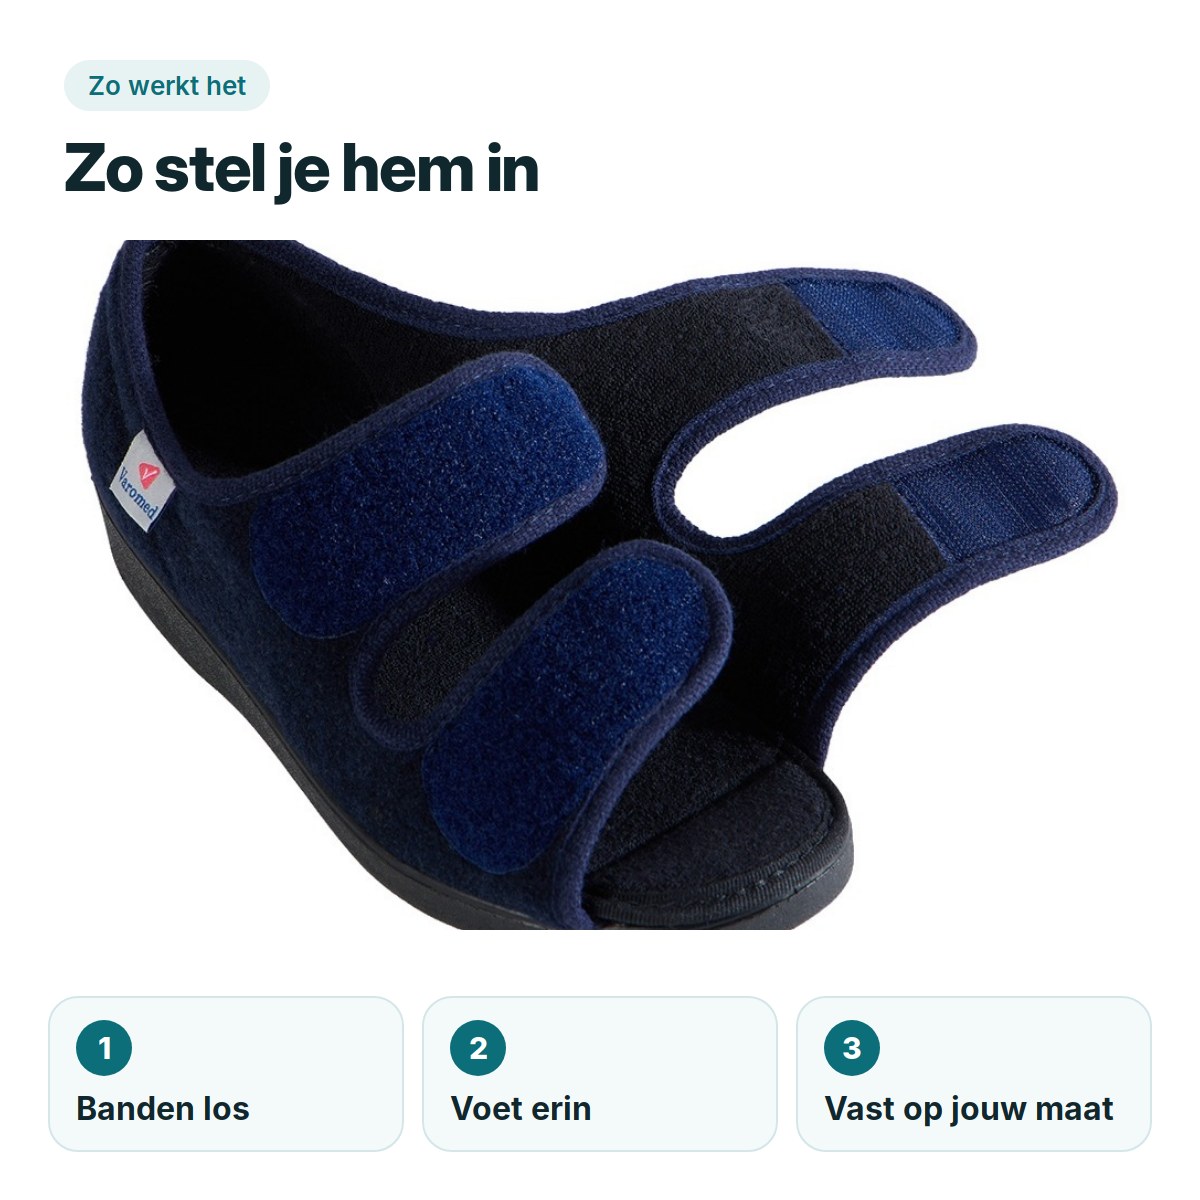 Zo werkt het
Zo stel je hem in
Varomed
1
Banden los
2
Voet erin
3
Vast op jouw maat